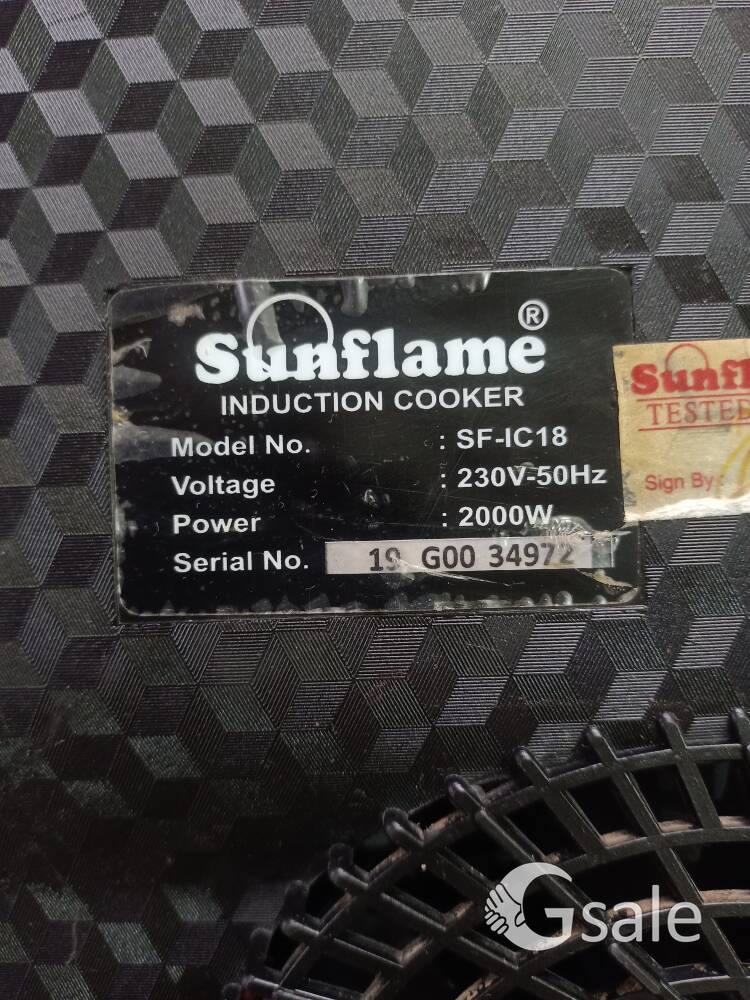 Sunflame®
INDUCTION COOKER
Model No. : SF-IC18
Voltage : 230V-50Hz
Power : 2000W
Serial No. 19 G00 34972
Sunfl
TESTED
Sign By:
Gsale